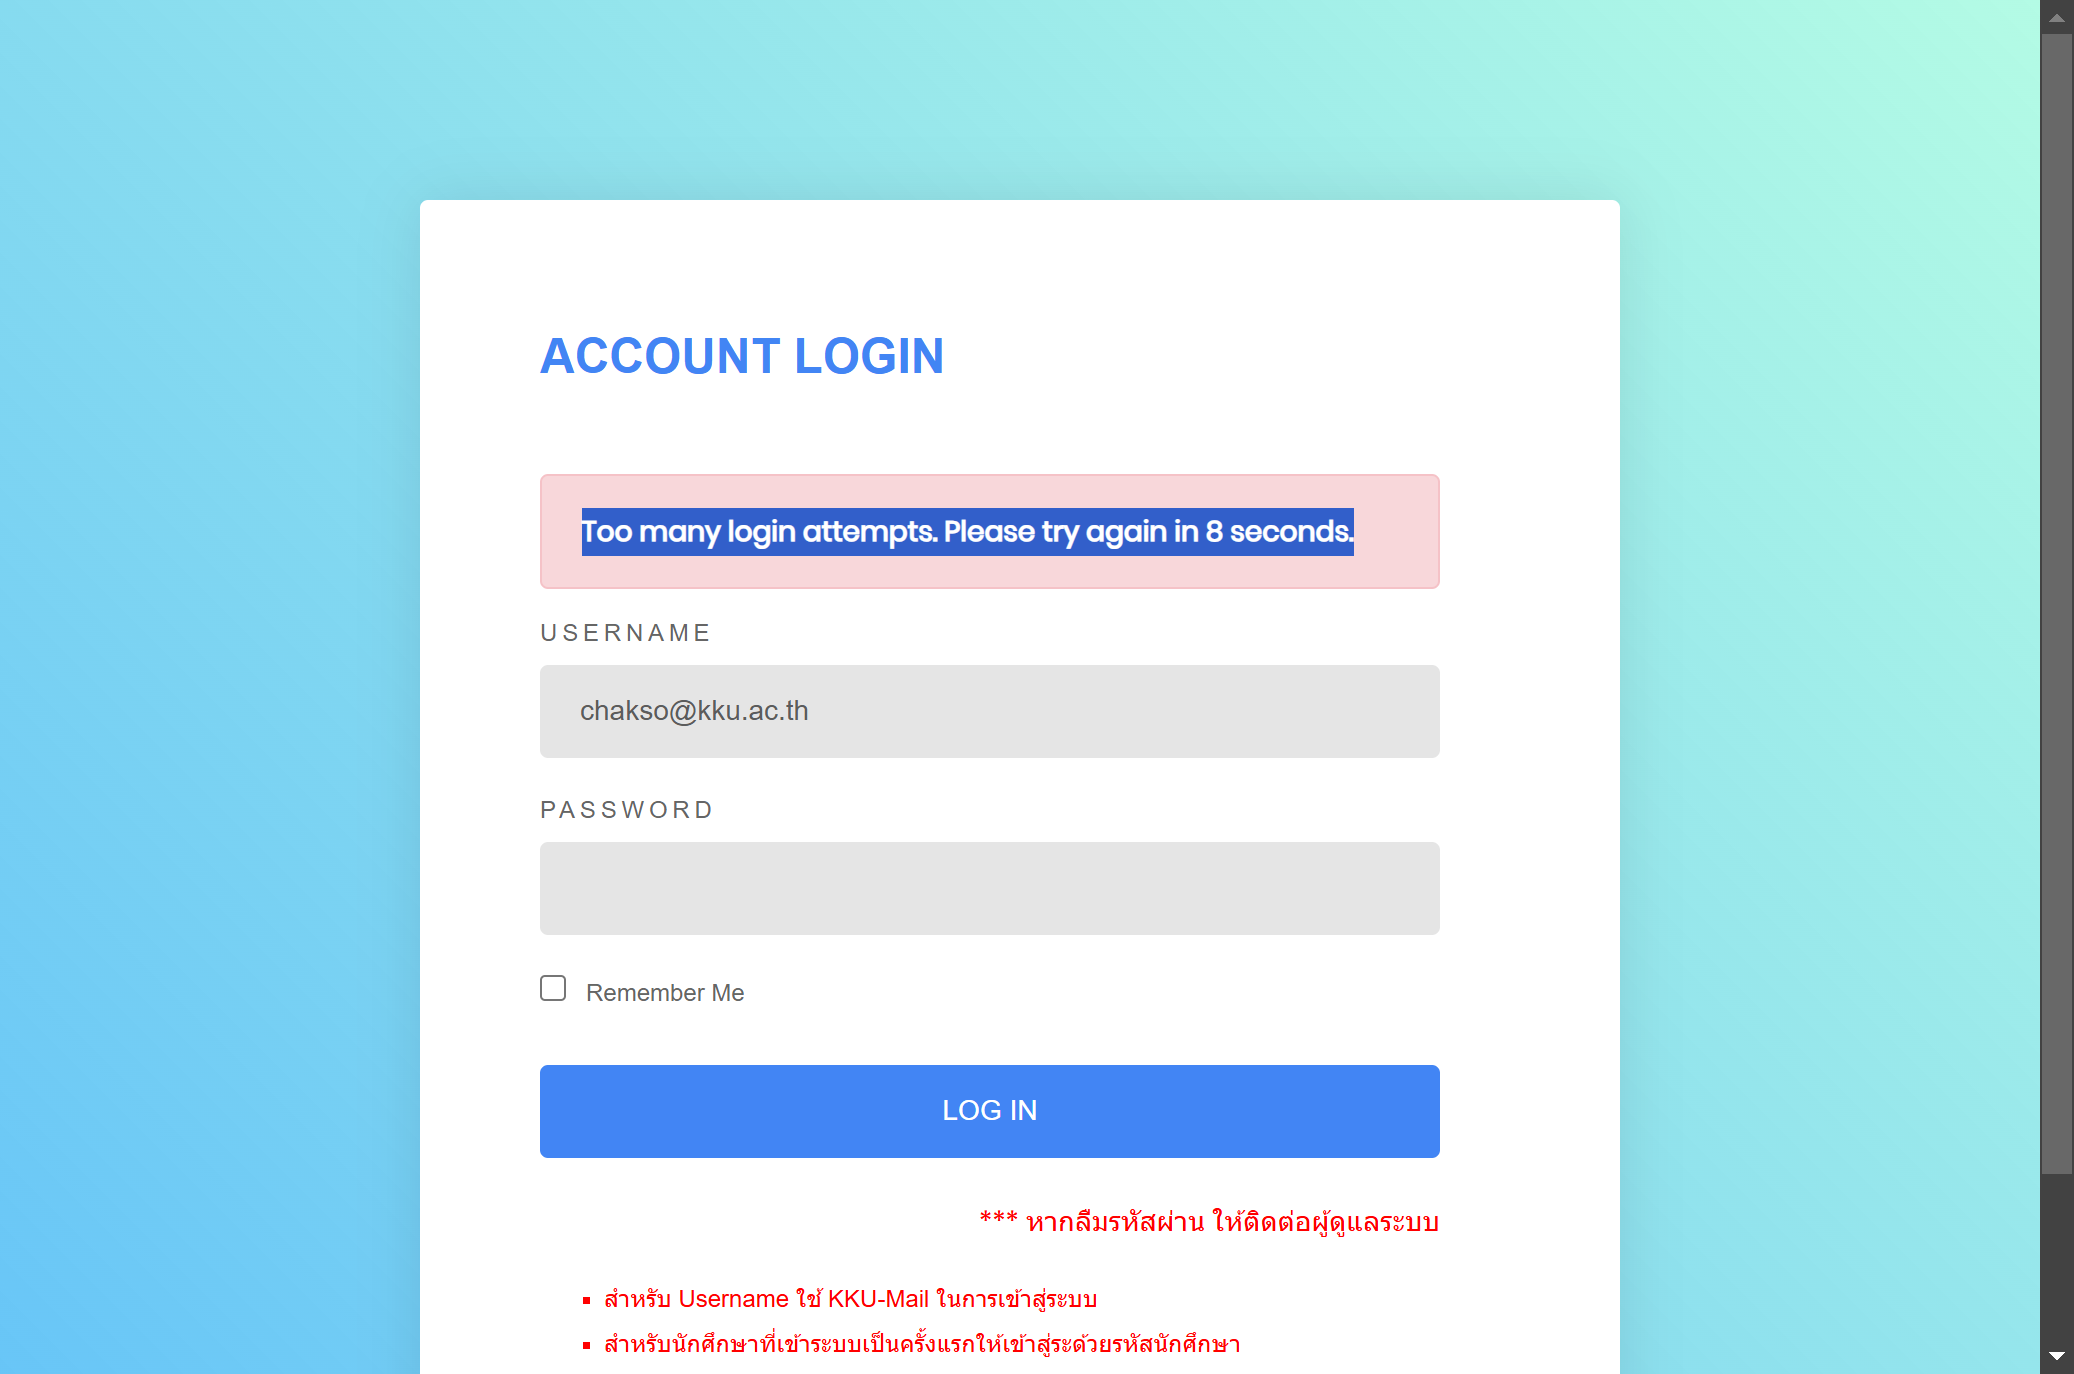 ACCOUNT LOGIN
Too many login attempts. Please try again in 8 seconds.
USERNAME
chakso@kku.ac.th
PASSWORD
Remember Me
LOG IN
*** หากลืมรหัสผ่าน ให้ติดต่อผู้ดูแลระบบ
สำหรับ Username ใช้ KKU-Mail ในการเข้าสู่ระบบ
สำหรับนักศึกษาที่เข้าระบบเป็นครั้งแรกให้เข้าสู่ระด้วยรหัสนักศึกษา